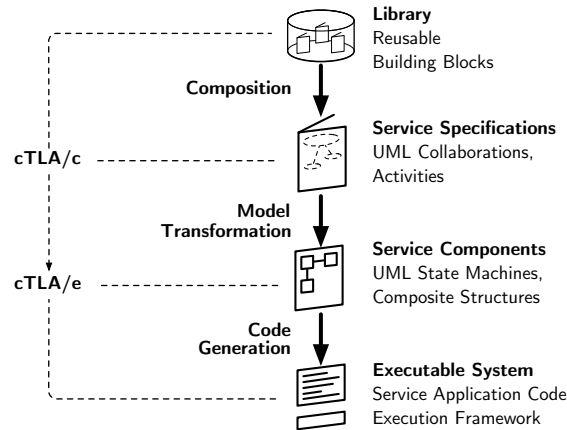 Library
Reusable
Building Blocks
Composition
Service Specifications
UML Collaborations,
Activities
cTLA/c
Model
Transformation
Service Components
UML State Machines,
Composite Structures
cTLA/e
Code
Generation
Executable System
Service Application Code
Execution Framework